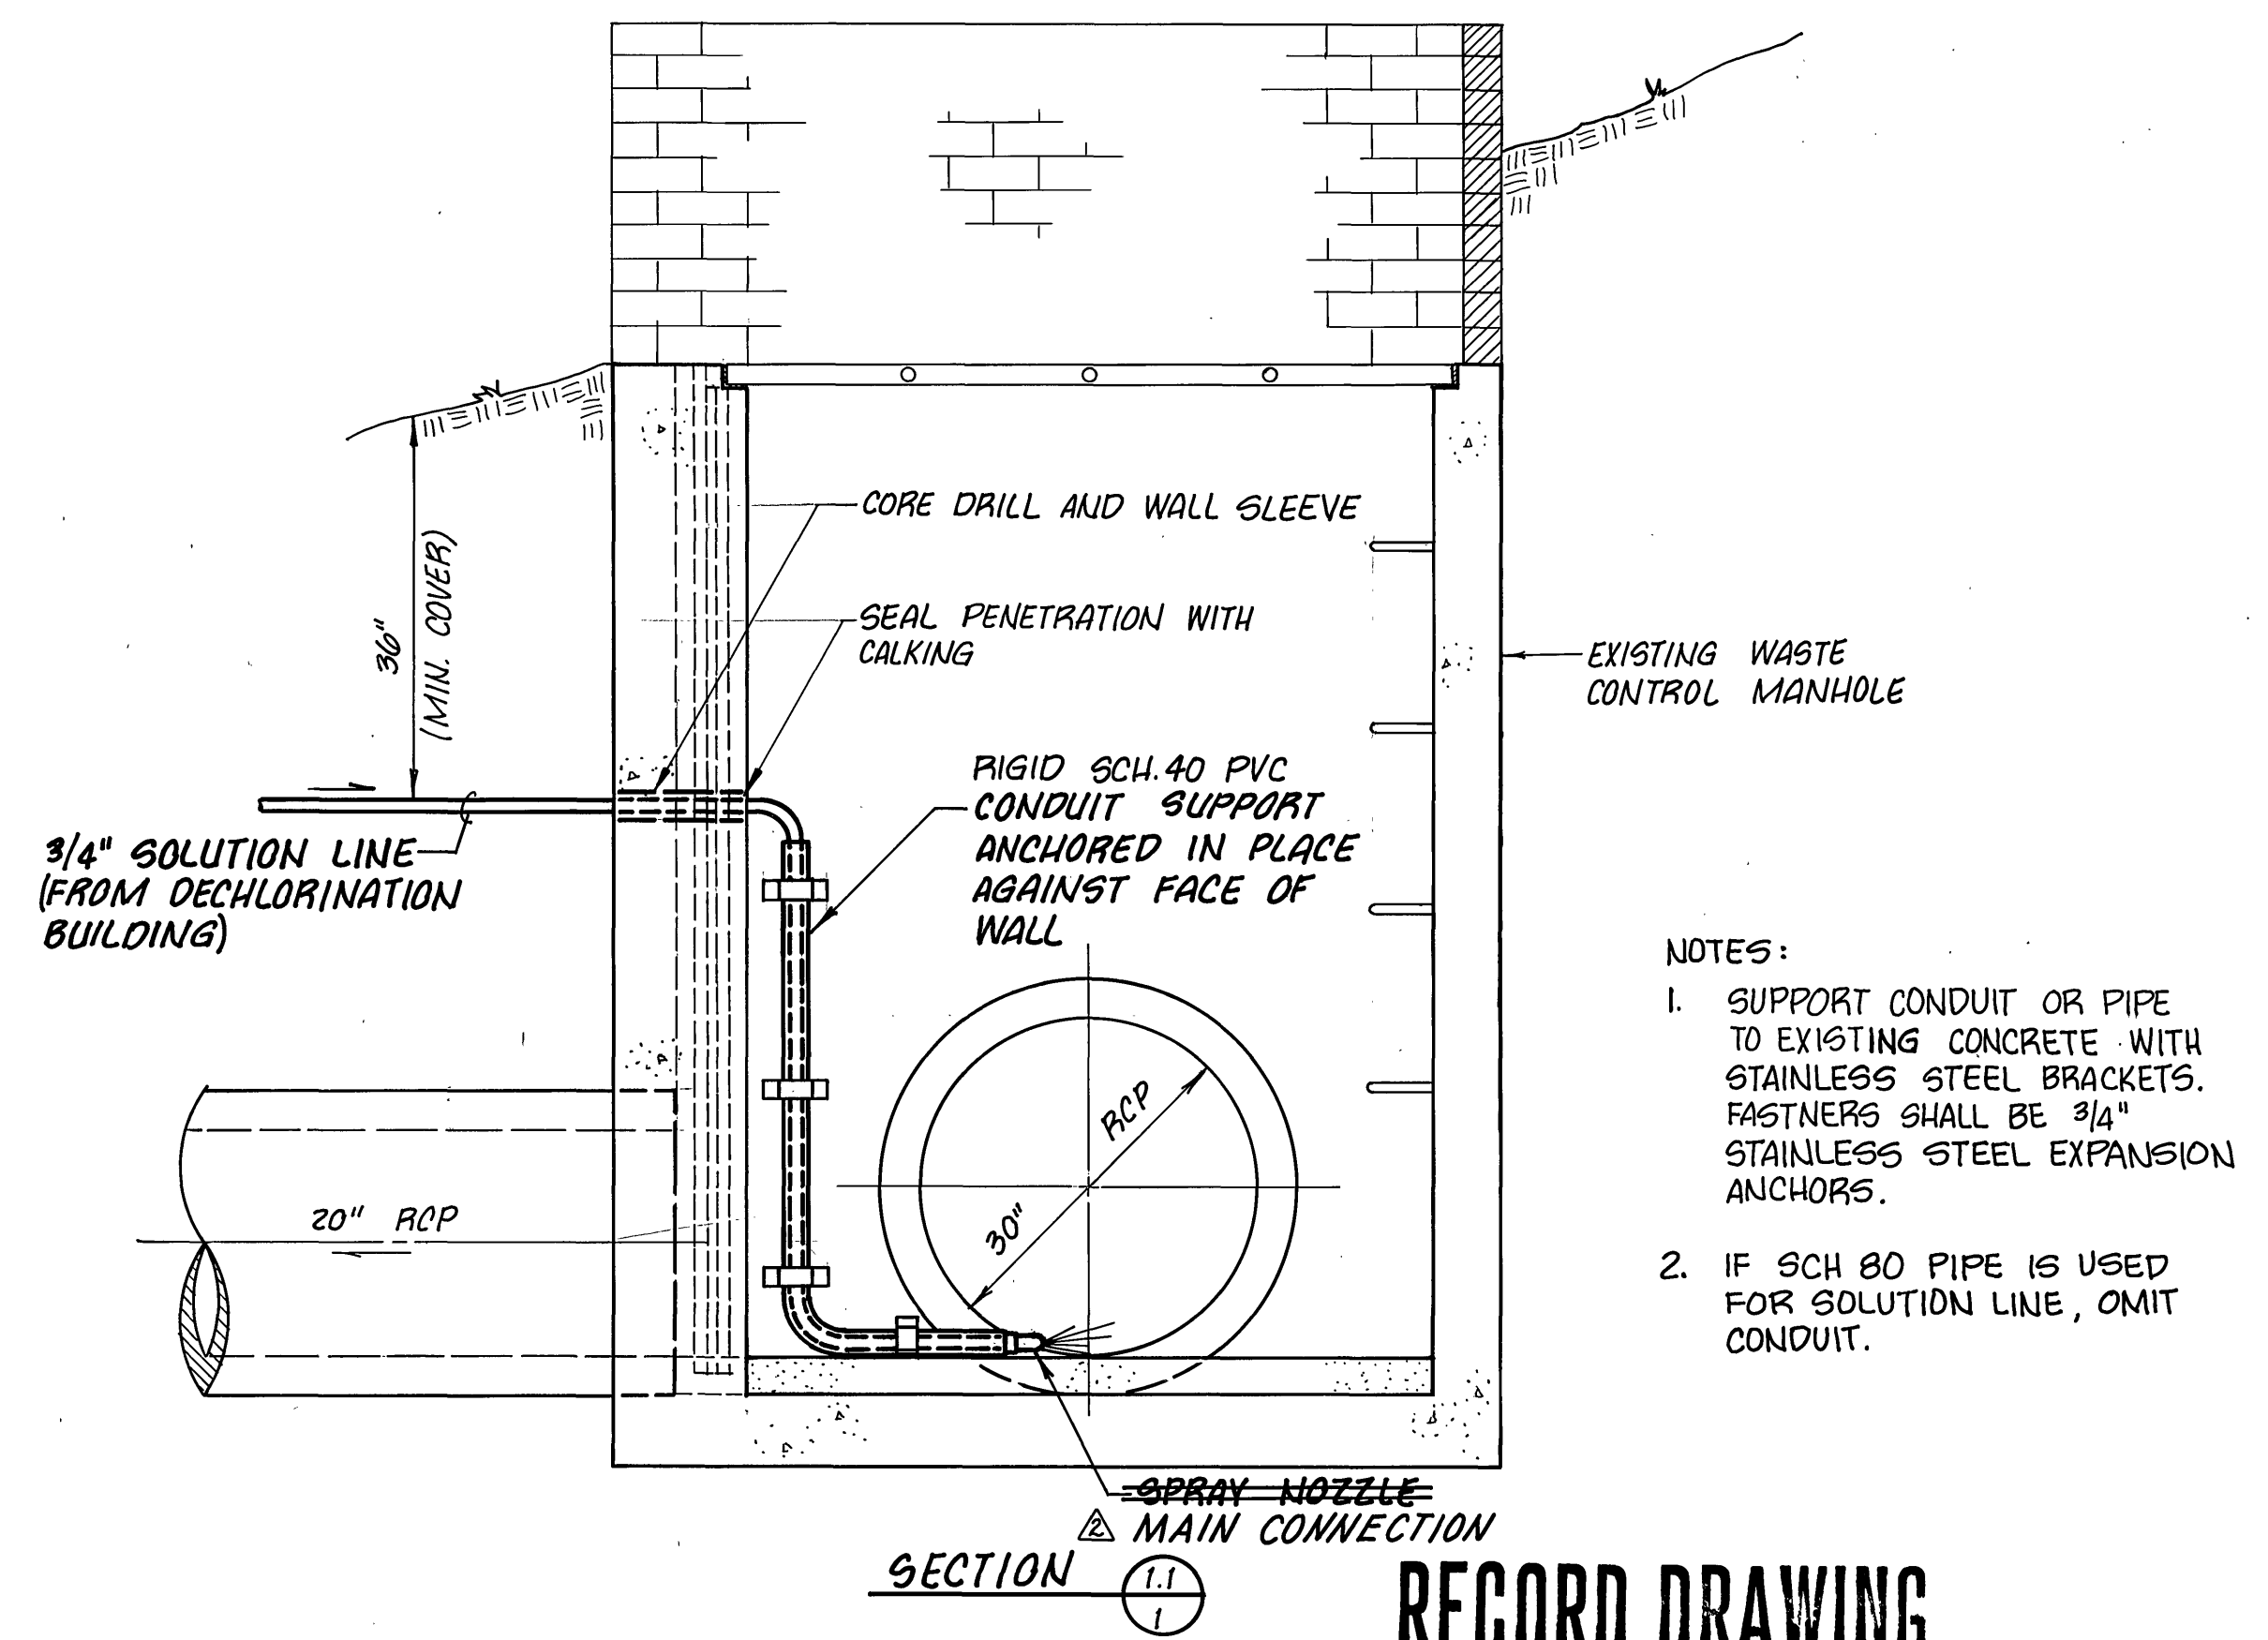 CORE DRILL AND WALL SLEEVE
SEAL PENETRATION WITH
CALKING
36"
(MIN. COVER)
EXISTING WASTE
CONTROL MANHOLE
RIGID SCH. 40 PVC
CONDUIT SUPPORT
ANCHORED IN PLACE
AGAINST FACE OF
WALL
3/4" SOLUTION LINE
(FROM DECHLORINATION
BUILDING)
20" RCP
30" RCP
NOTES:
1. SUPPORT CONDUIT OR PIPE
TO EXISTING CONCRETE WITH
STAINLESS STEEL BRACKETS.
FASTNERS SHALL BE 3/4"
STAINLESS STEEL EXPANSION
ANCHORS.
2. IF SCH 80 PIPE IS USED
FOR SOLUTION LINE, OMIT
CONDUIT.
SPRAY NOZZLE
2 MAIN CONNECTION
SECTION 1.1
1
RECORD DRAWING